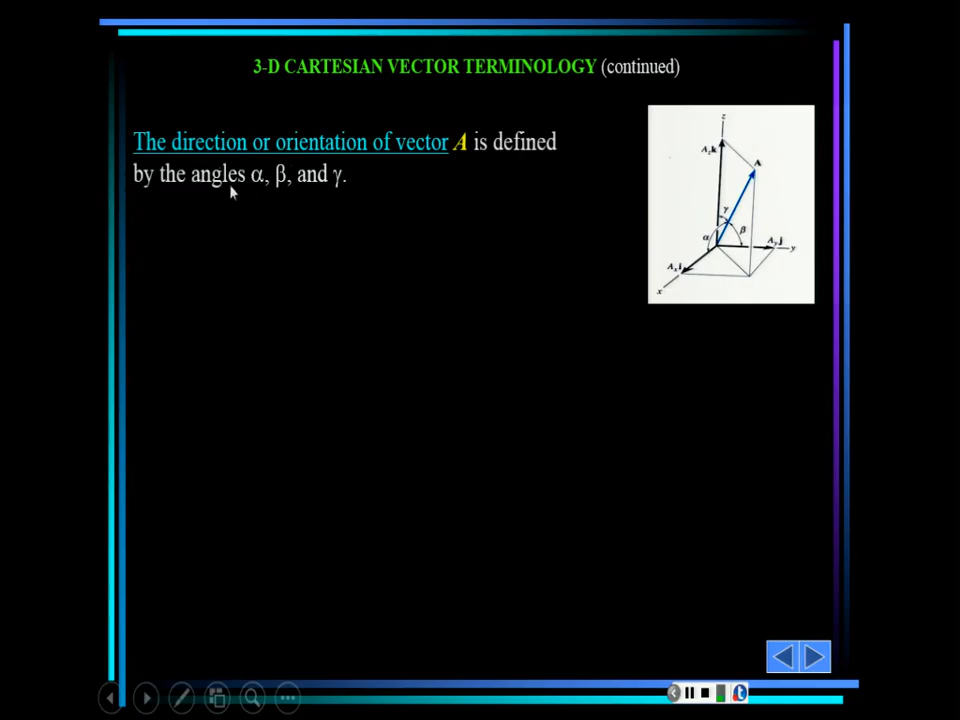 3-D CARTESIAN VECTOR TERMINOLOGY (continued)
The direction or orientation of vector A is defined
by the angles α, β, and γ.
z
A_z k
A
γ
β
α
A_y j
y
A_x i
x